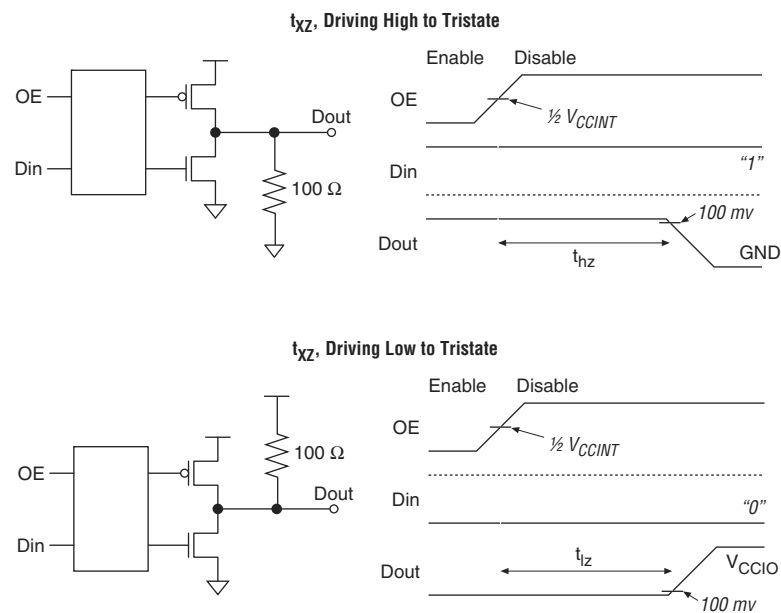 tXZ, Driving High to Tristate
Enable Disable
OE
Din
Dout
100 Ω
OE
½ VCCINT
Din
"1"
Dout
100 mv
thz
GND
tXZ, Driving Low to Tristate
Enable Disable
OE
Din
Dout
100 Ω
OE
½ VCCINT
Din
"0"
Dout
tlz
VCCIO
100 mv